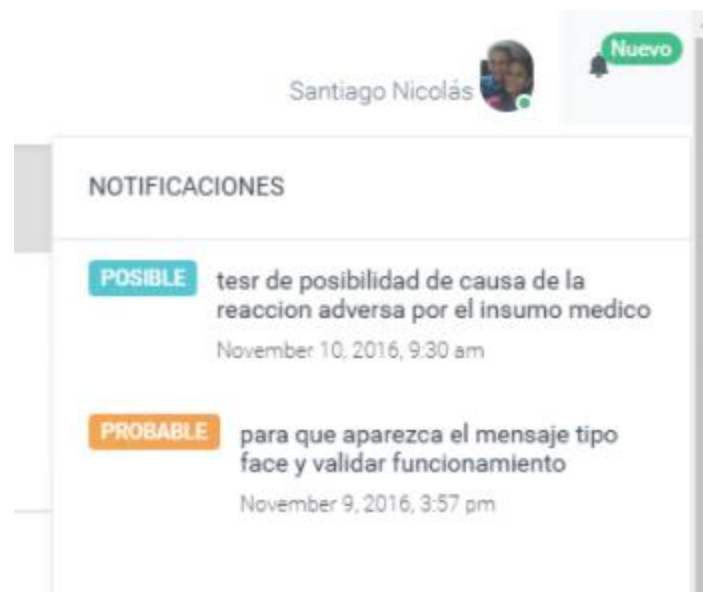 Nuevo
Santiago Nicolás
NOTIFICACIONES
POSIBLE
tesr de posibilidad de causa de la
reaccion adversa por el insumo medico
November 10, 2016, 9:30 am
PROBABLE
para que aparezca el mensaje tipo
face y validar funcionamiento
November 9, 2016, 3:57 pm